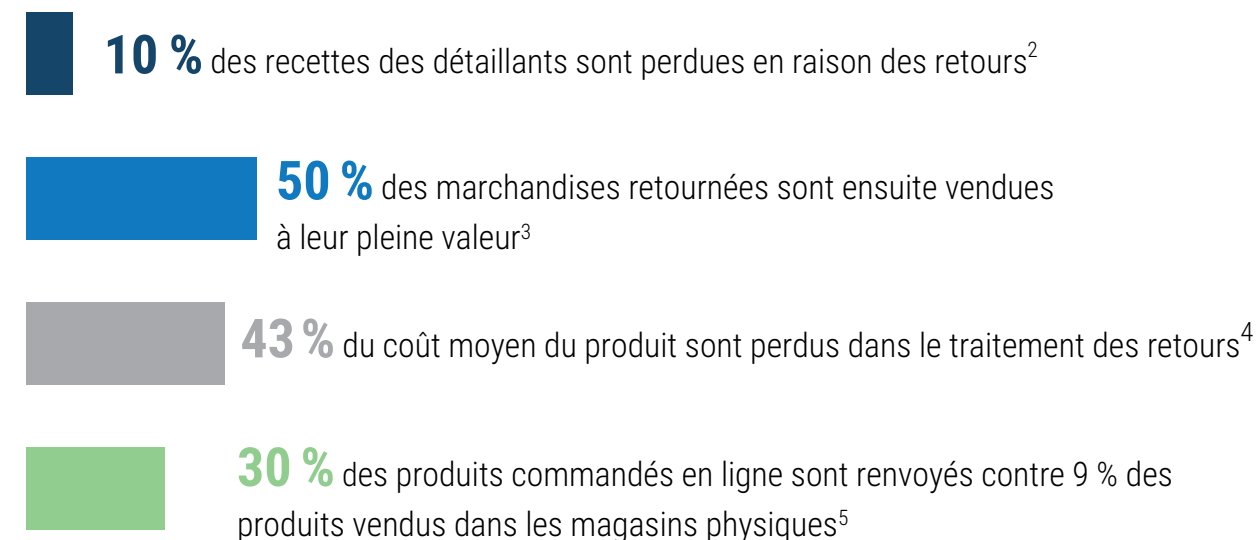 10 % des recettes des détaillants sont perdues en raison des retours²
50 % des marchandises retournées sont ensuite vendues
à leur pleine valeur³
43 % du coût moyen du produit sont perdus dans le traitement des retours⁴
30 % des produits commandés en ligne sont renvoyés contre 9 % des
produits vendus dans les magasins physiques⁵